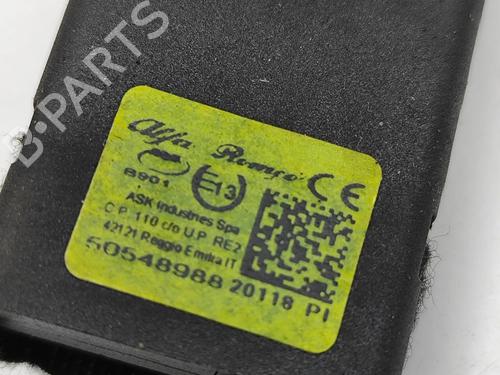 B-PARTS
Alfa Romeo CE
8901 E13
ASK Industries Spa
C.P. 110 c/o U.P. RE2
42121 Reggio Emilia IT
50548988 20118 PI